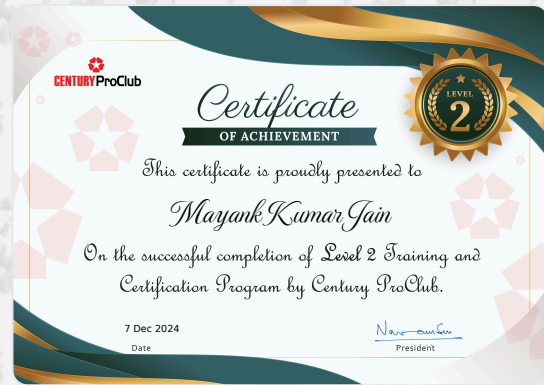 CENTURY ProClub
LEVEL
2
Certificate
OF ACHIEVEMENT
This certificate is proudly presented to
Mayank Kumar Jain
On the successful completion of Level 2 Training and
Certification Program by Century ProClub.
7 Dec 2024
Date
President